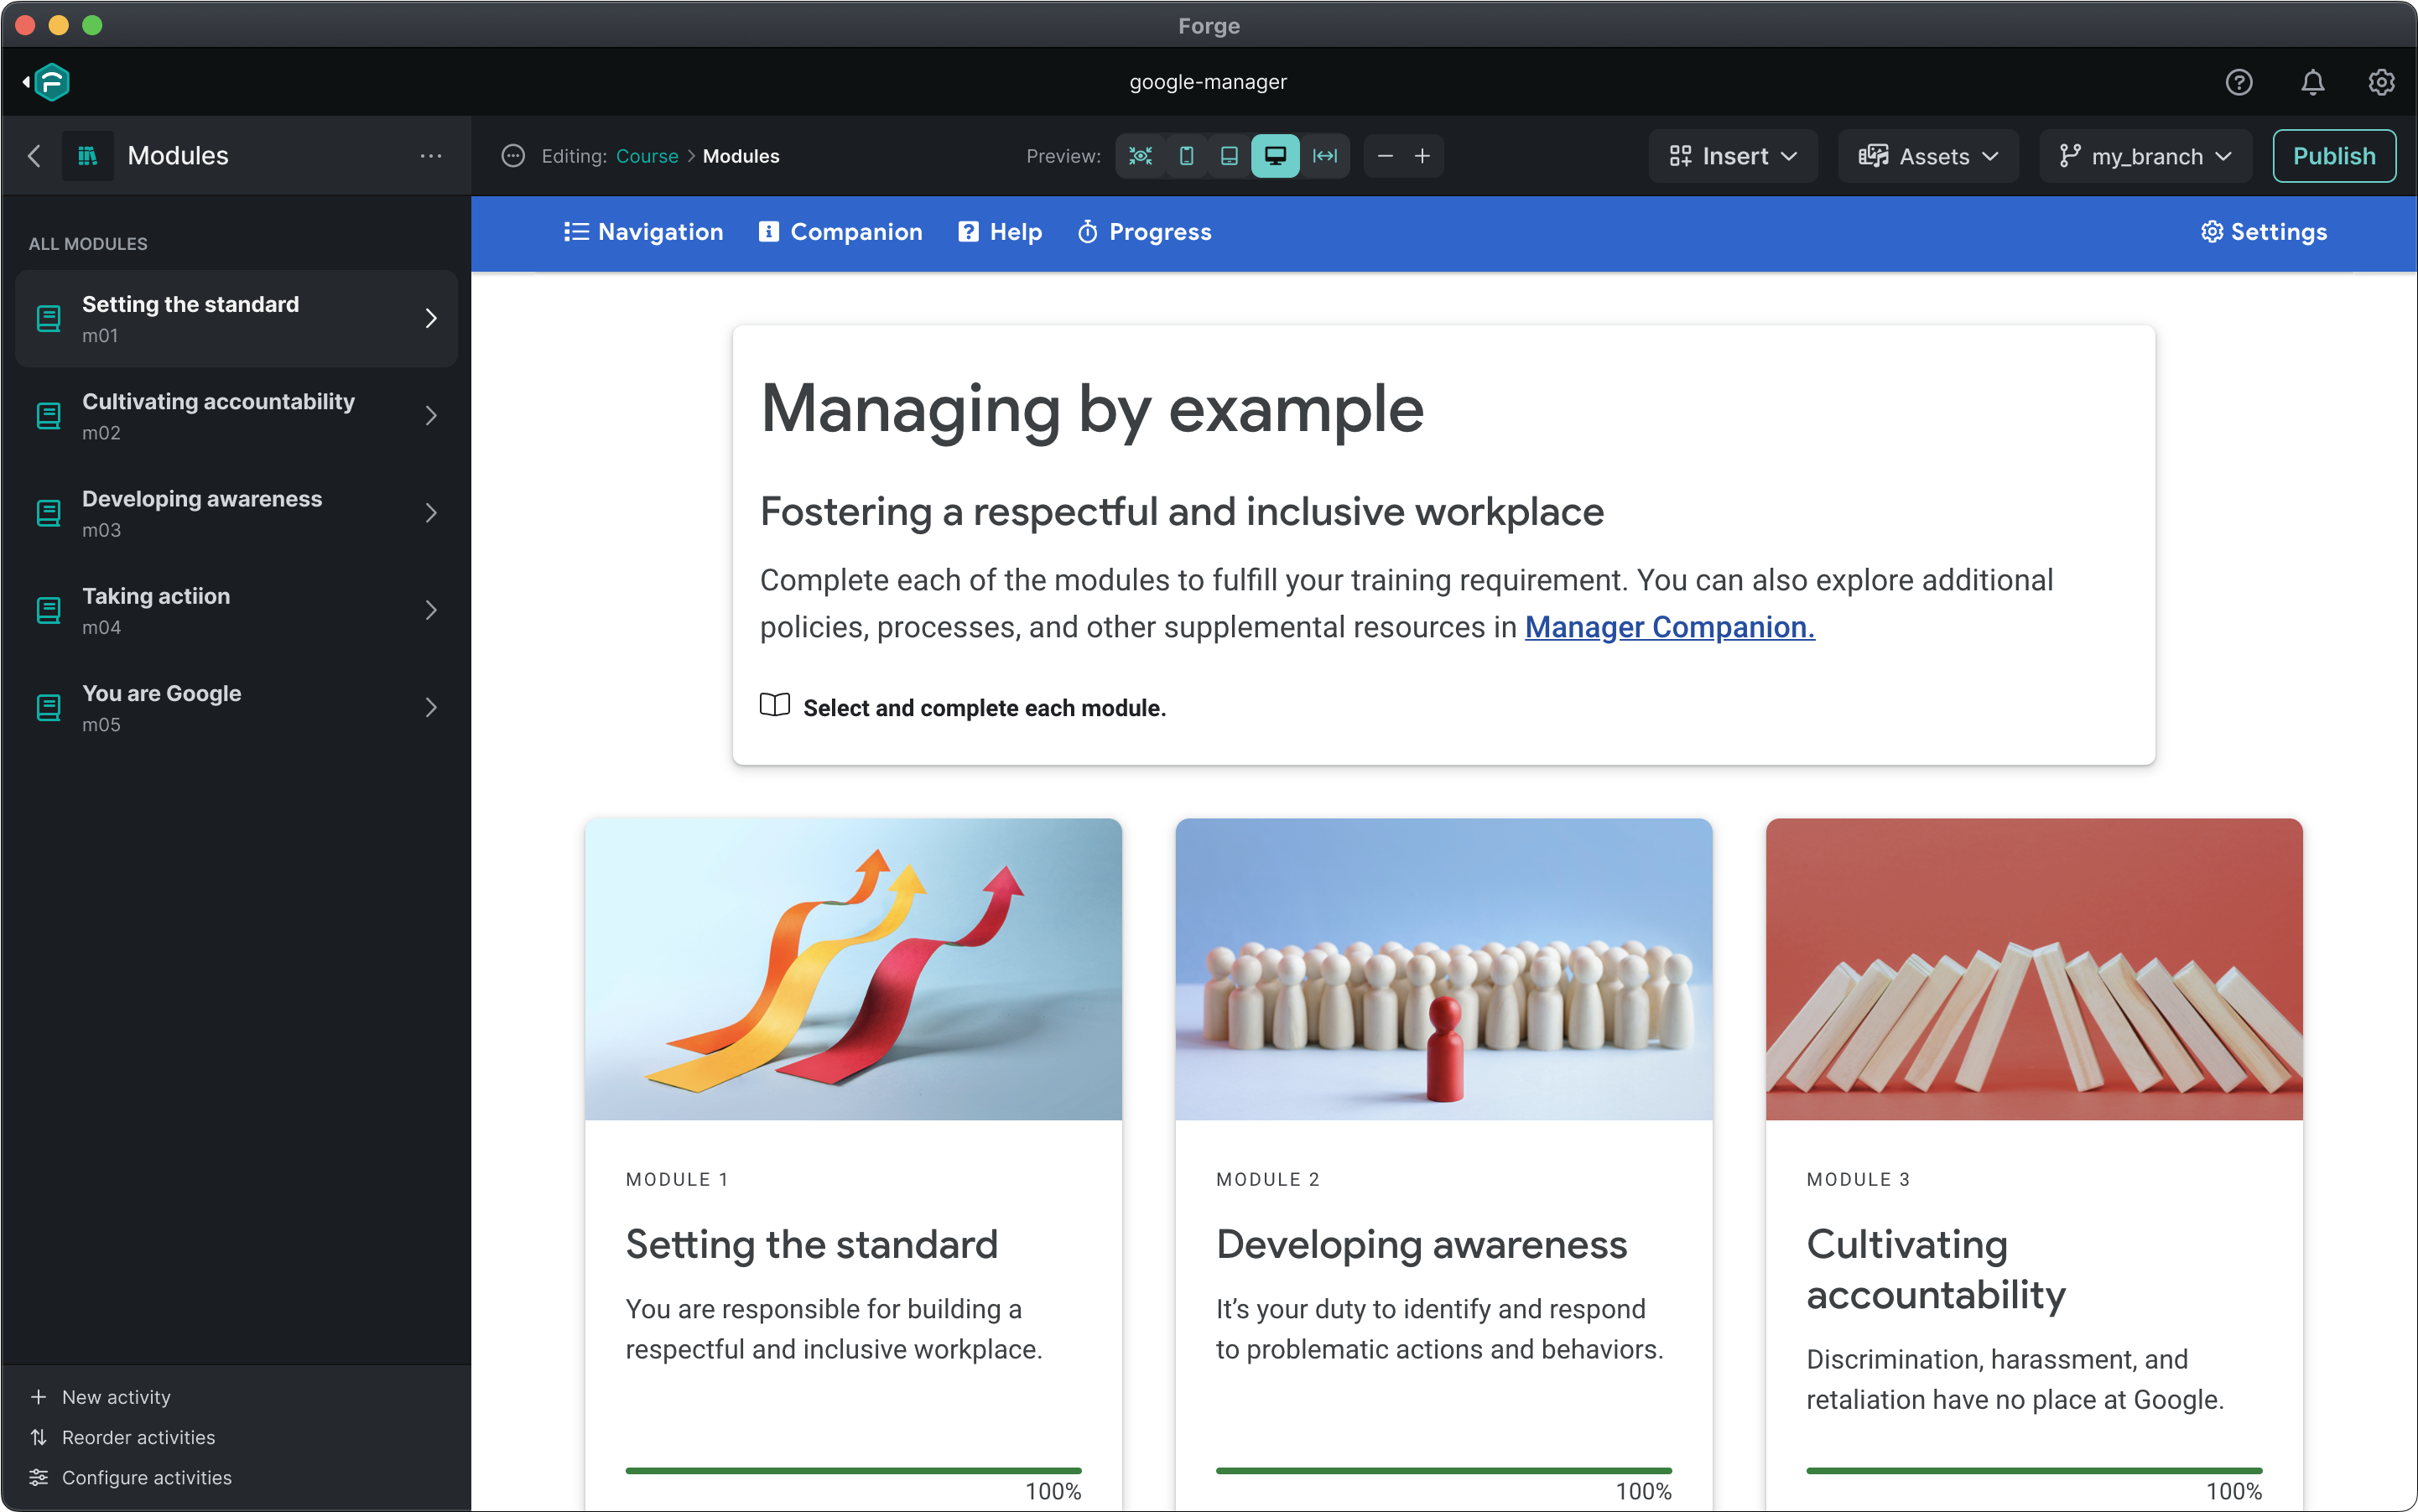 Forge
google-manager
Modules
Editing: Course > Modules
Preview:
Insert
Assets
my_branch
Publish
ALL MODULES
Setting the standard
m01
Cultivating accountability
m02
Developing awareness
m03
Taking actiion
m04
You are Google
m05
New activity
Reorder activities
Configure activities
Navigation
Companion
Help
Progress
Settings
Managing by example
Fostering a respectful and inclusive workplace
Complete each of the modules to fulfill your training requirement. You can also explore additional
policies, processes, and other supplemental resources in Manager Companion.
Select and complete each module.
MODULE 1
Setting the standard
You are responsible for building a
respectful and inclusive workplace.
100%
MODULE 2
Developing awareness
It’s your duty to identify and respond
to problematic actions and behaviors.
100%
MODULE 3
Cultivating
accountability
Discrimination, harassment, and
retaliation have no place at Google.
100%